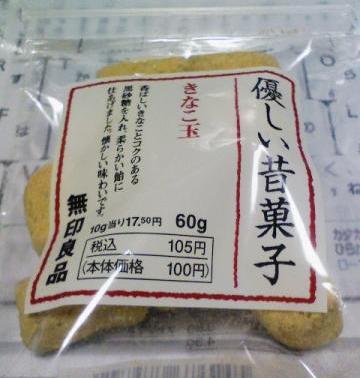 優しい昔菓子
きなこ玉
香ばしいきなことコクのある
黒砂糖を入れ、柔らかい飴に
仕あげました。懐かしい味わいです。
10g当り17.50円 60g
税込 105円
(本体価格 100円)
無印良品